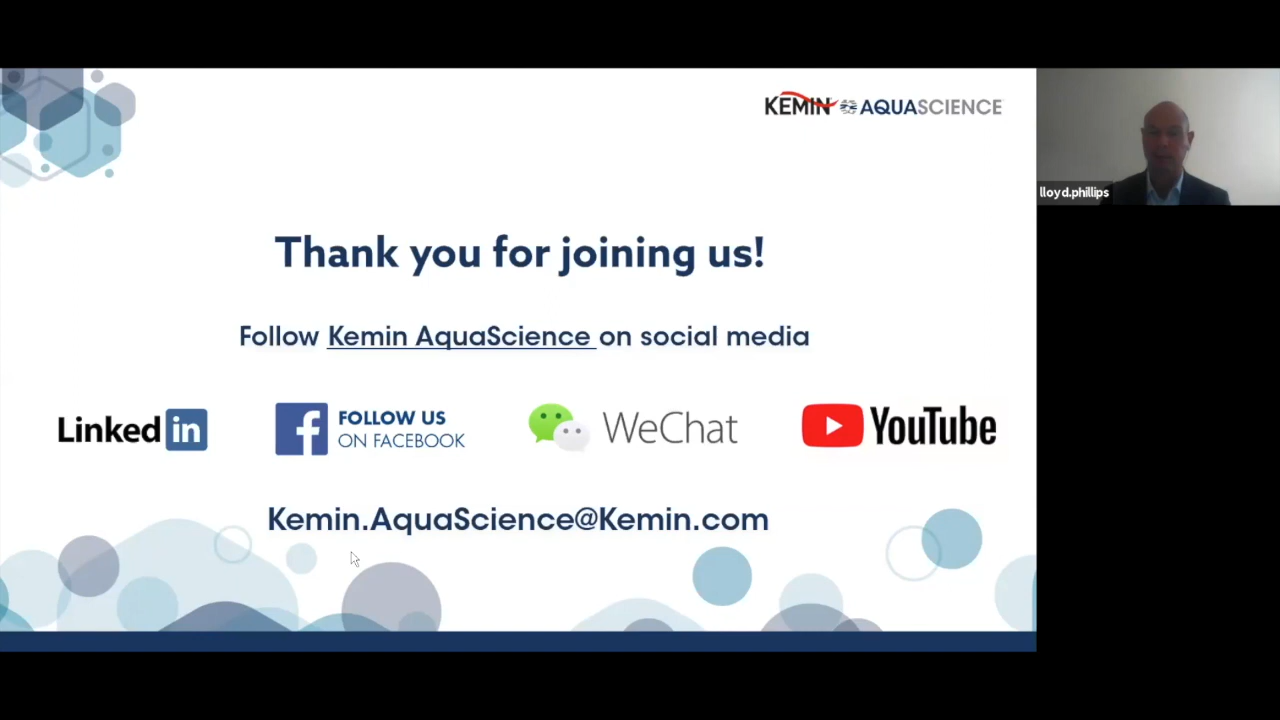 KEMIN AQUASCIENCE
lloyd.phillips
Thank you for joining us!
Follow Kemin AquaScience on social media
Linked in
f FOLLOW US
ON FACEBOOK
WeChat
YouTube
Kemin.AquaScience@Kemin.com